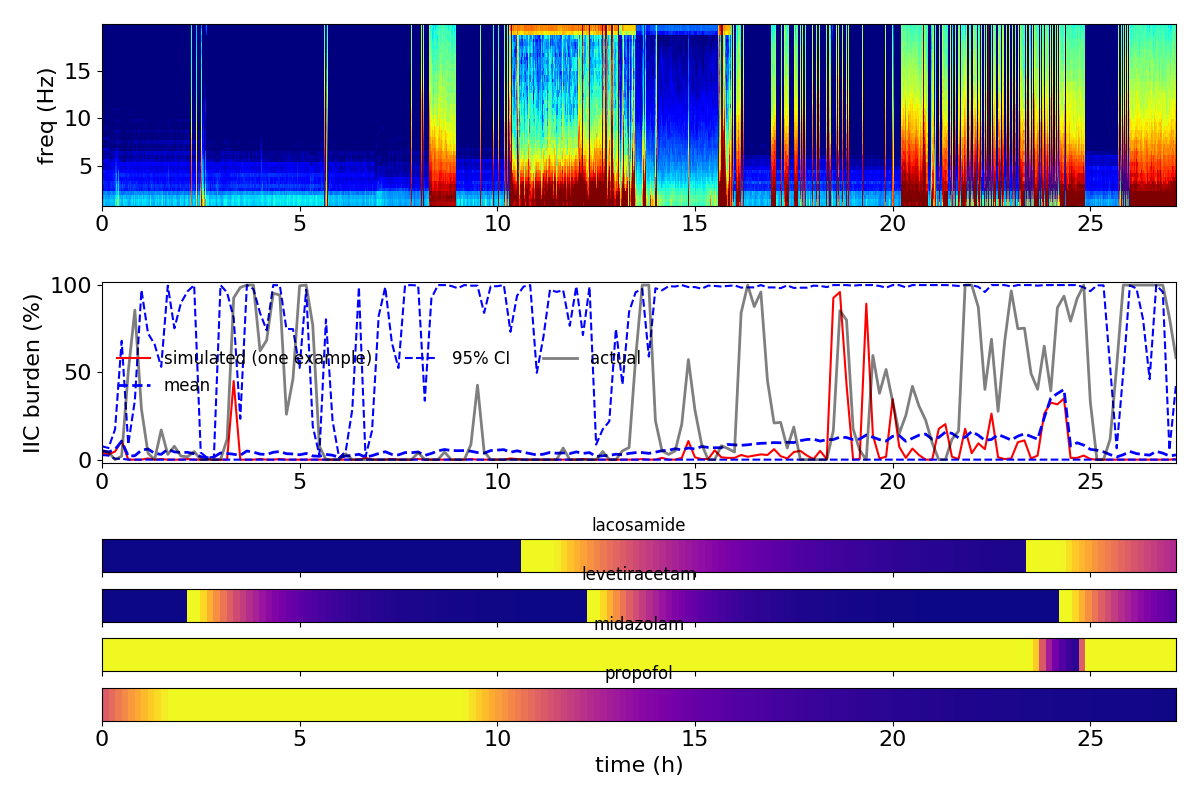 freq (Hz)
15
10
5
0 5 10 15 20 25
IIC burden (%)
100
50
0
simulated (one example) 95% CI actual
mean
0 5 10 15 20 25
lacosamide
levetiracetam
midazolam
propofol
0 5 10 15 20 25
time (h)